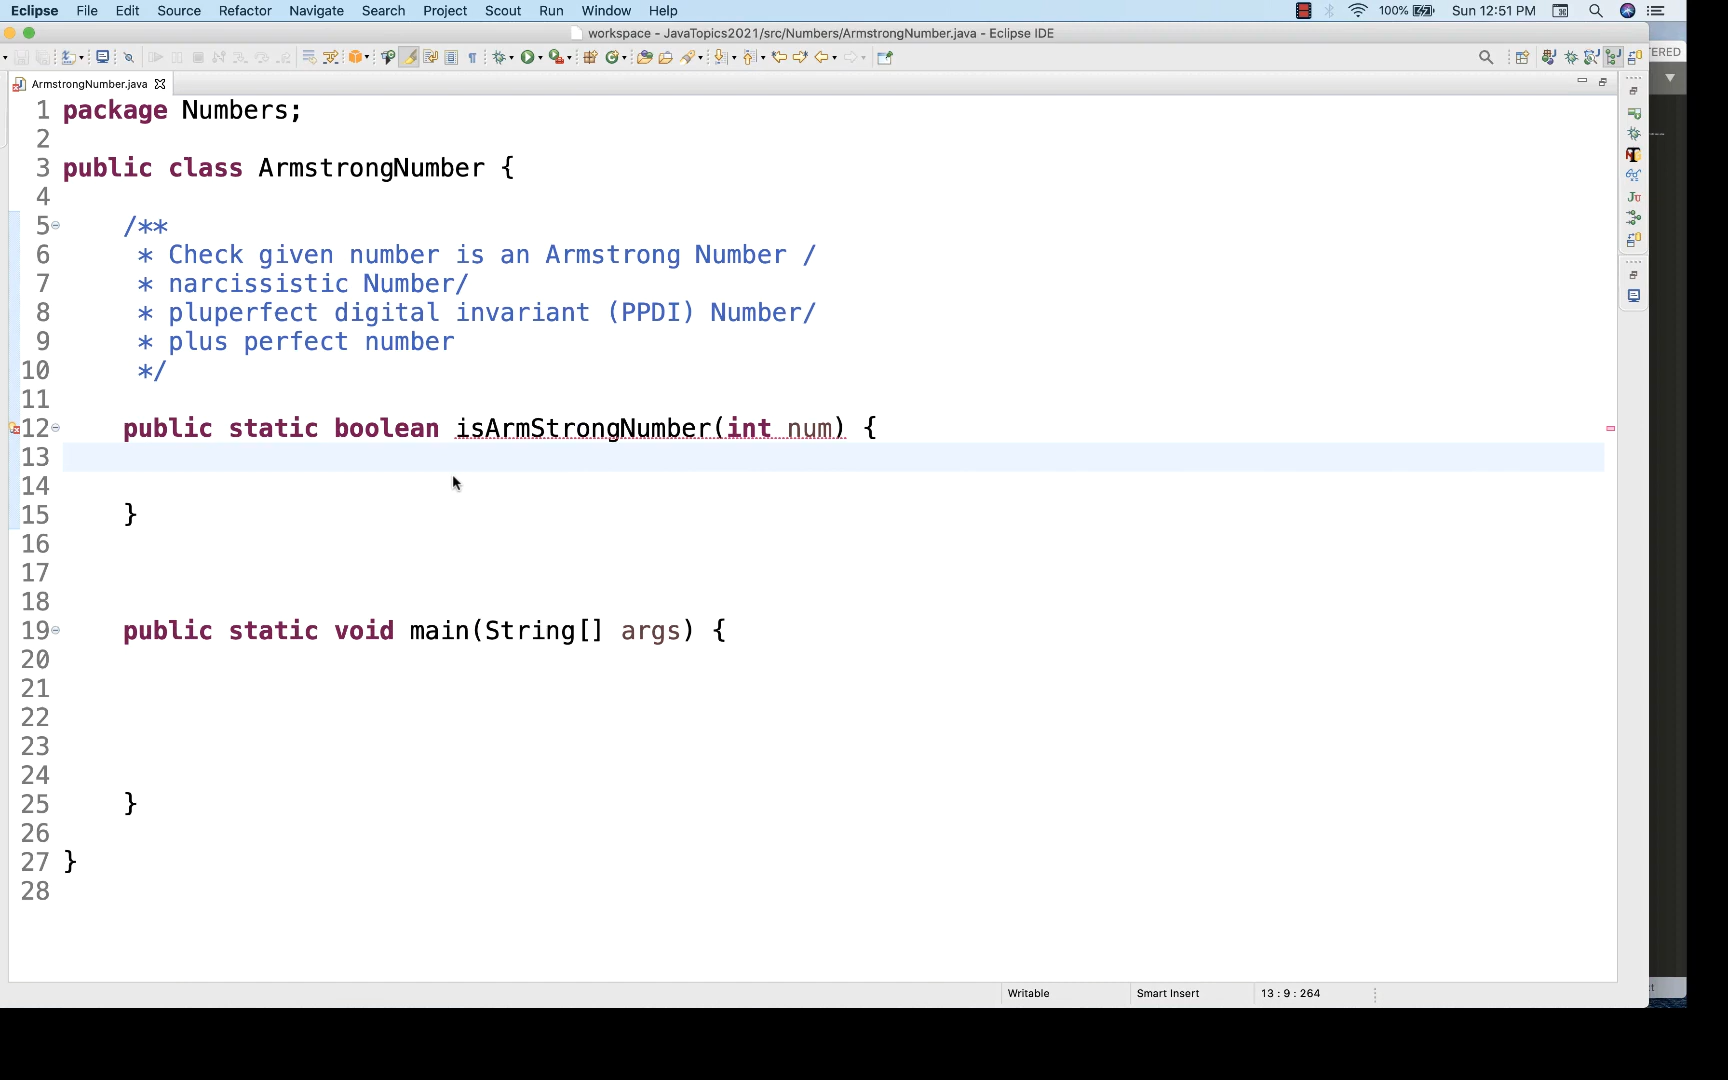 Eclipse File Edit Source Refactor Navigate Search Project Scout Run Window Help 100% Sun 12:51 PM
workspace - JavaTopics2021/src/Numbers/ArmstrongNumber.java - Eclipse IDE
ERED
ArmstrongNumber.java
1 package Numbers;
2
3 public class ArmstrongNumber {
4
5 /**
6 * Check given number is an Armstrong Number /
7 * narcissistic Number/
8 * pluperfect digital invariant (PPDI) Number/
9 * plus perfect number
10 */
11
12 public static boolean isArmStrongNumber(int num) {
13
14
15 }
16
17
18
19 public static void main(String[] args) {
20
21
22
23
24
25 }
26
27 }
28
Writable Smart Insert 13 : 9 : 264